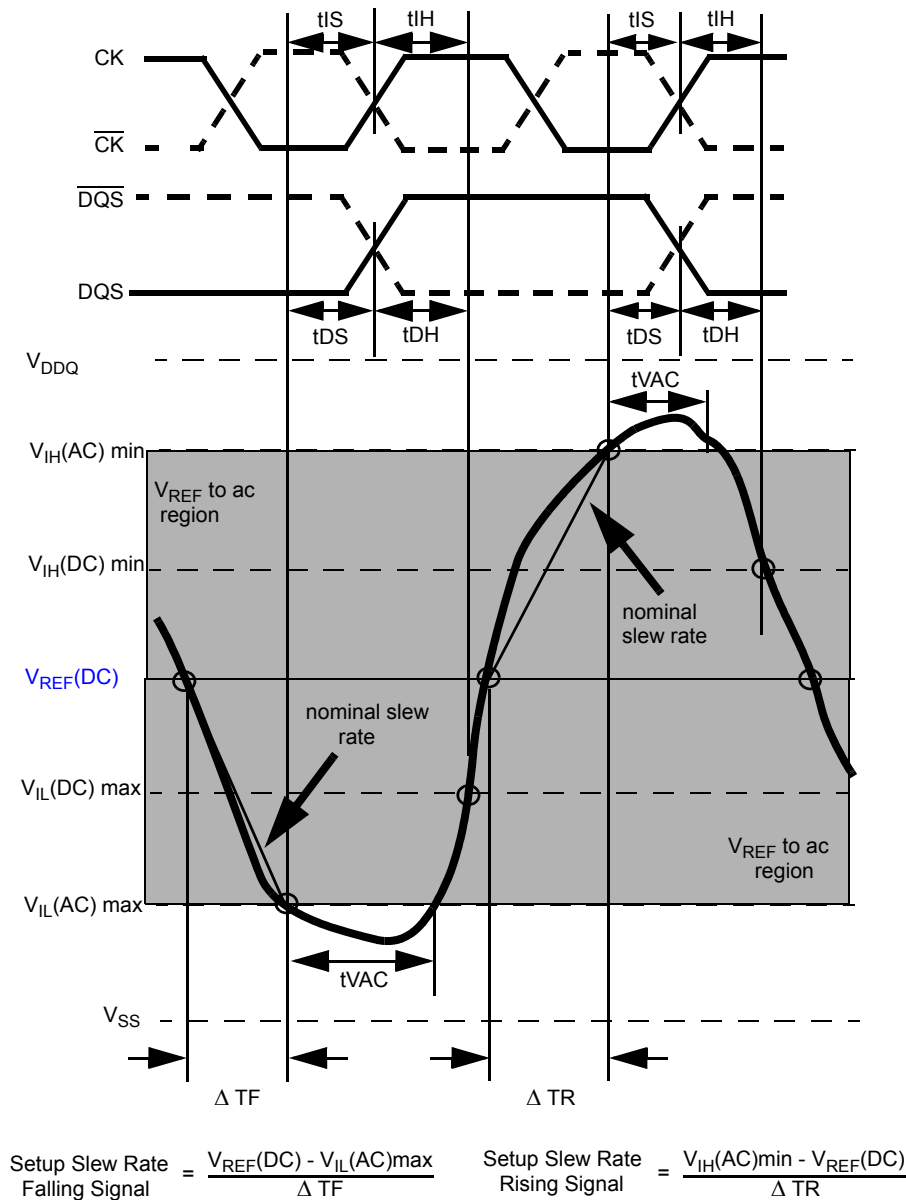 tIS tIH tIS tIH
CK
CK
DQS
DQS
tDS tDH tDS tDH
VDDQ
tVAC
VIH(AC) min
VREF to ac
region
VIH(DC) min
nominal
slew rate
VREF(DC)
nominal slew
rate
VIL(DC) max
VREF to ac
region
VIL(AC) max
tVAC
VSS
Δ TF Δ TR
Setup Slew Rate
Falling Signal
= VREF(DC) - VIL(AC)max
Δ TF
Setup Slew Rate
Rising Signal
= VIH(AC)min - VREF(DC)
Δ TR